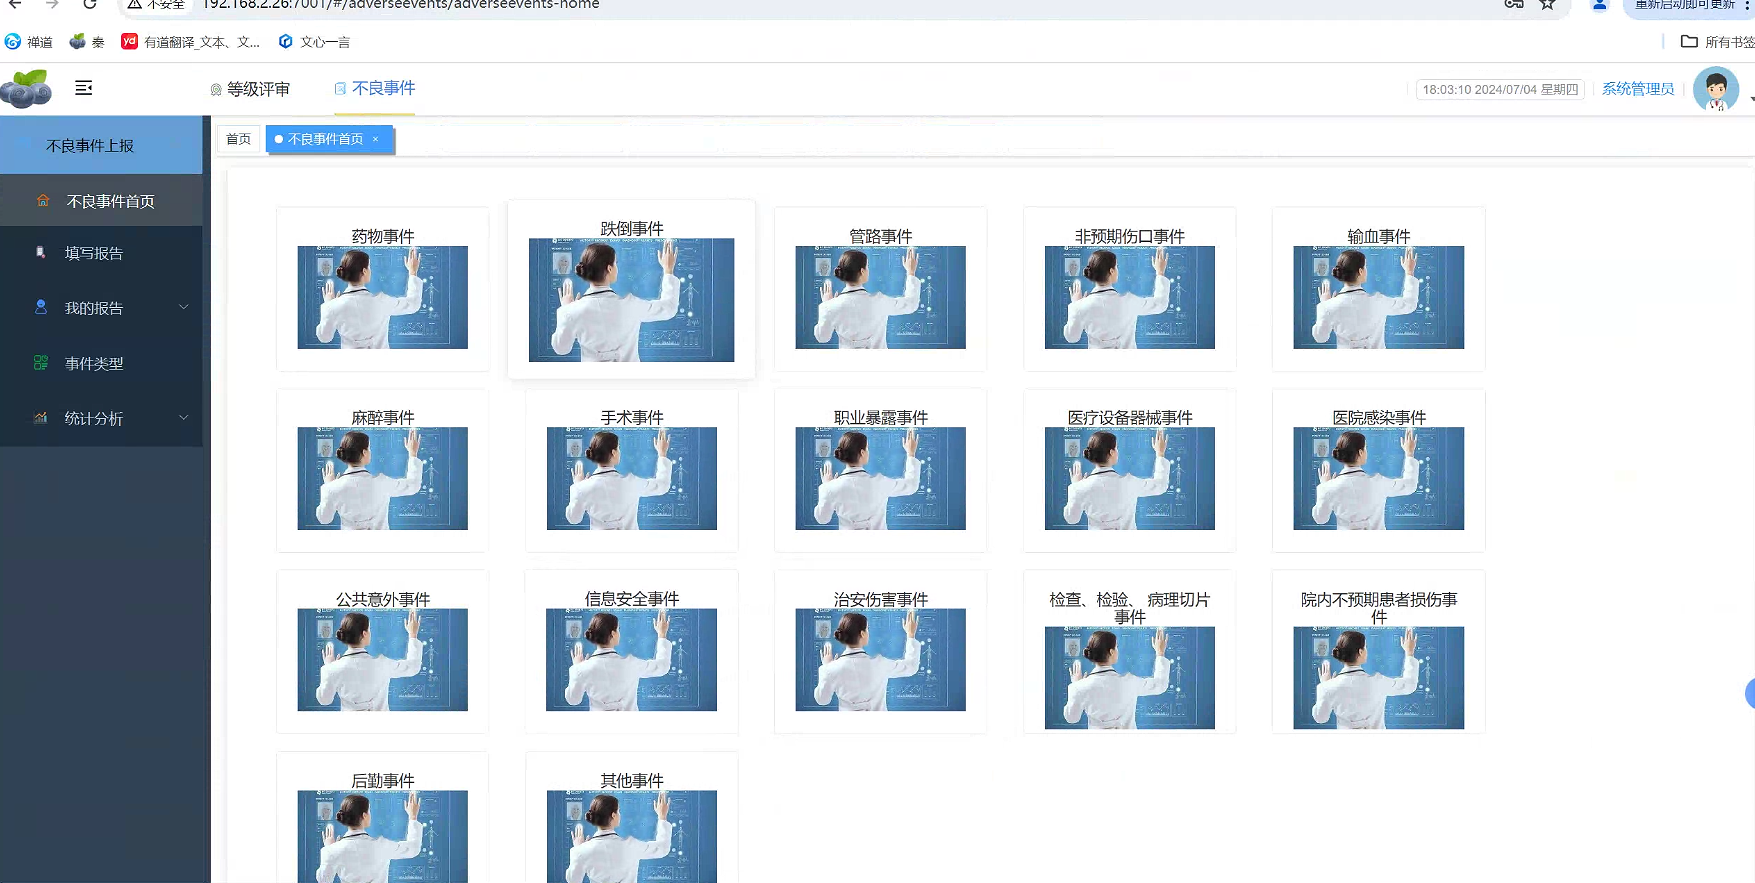 不安全
192.168.2.26:7001/#/adverseevents/adverseevents-home
重新启动即可更新
禅道
秦
yd
有道翻译_文本、文...
文心一言
所有书签
等级评审
不良事件
18:03:10 2024/07/04 星期四
系统管理员
不良事件上报
首页
不良事件首页 ×
不良事件首页
填写报告
我的报告
事件类型
统计分析
药物事件
跌倒事件
管路事件
非预期伤口事件
输血事件
麻醉事件
手术事件
职业暴露事件
医疗设备器械事件
医院感染事件
公共意外事件
信息安全事件
治安伤害事件
检查、检验、病理切片
事件
院内不预期患者损伤事
件
后勤事件
其他事件